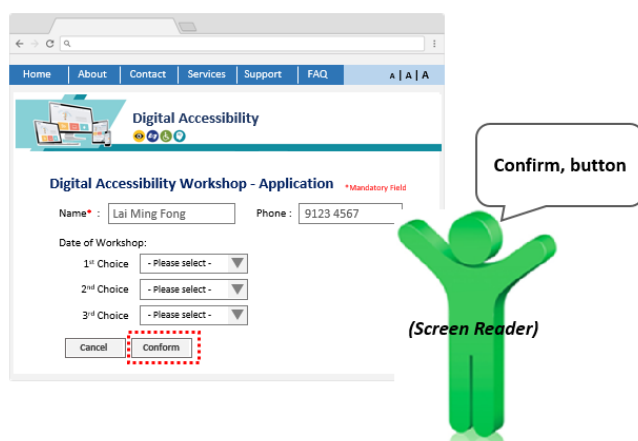 Home About Contact Services Support FAQ A | A | A
Digital Accessibility
Digital Accessibility Workshop - Application *Mandatory Field
Name* : Lai Ming Fong Phone : 9123 4567
Date of Workshop:
1st Choice - Please select -
2nd Choice - Please select -
3rd Choice - Please select -
Cancel Conform
Confirm, button
(Screen Reader)